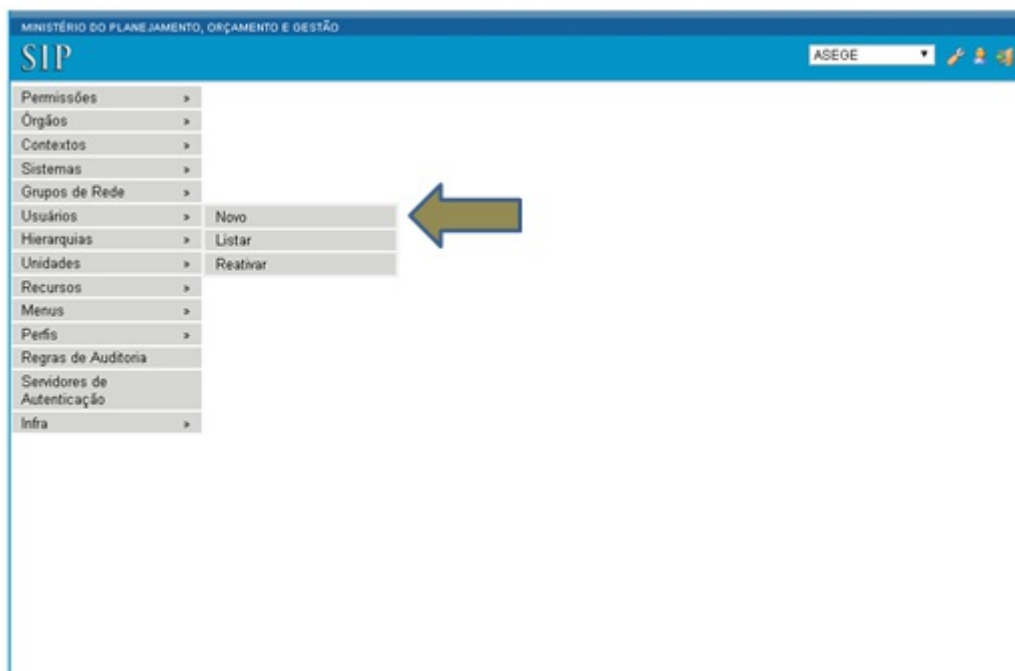 MINISTÉRIO DO PLANEJAMENTO, ORÇAMENTO E GESTÃO
SIP
ASEGE
Permissões »
Órgãos »
Contextos »
Sistemas »
Grupos de Rede »
Usuários »
Novo
Hierarquias »
Listar
Unidades »
Reativar
Recursos »
Menus »
Perfis »
Regras de Auditoria
Servidores de
Autenticação
Infra »